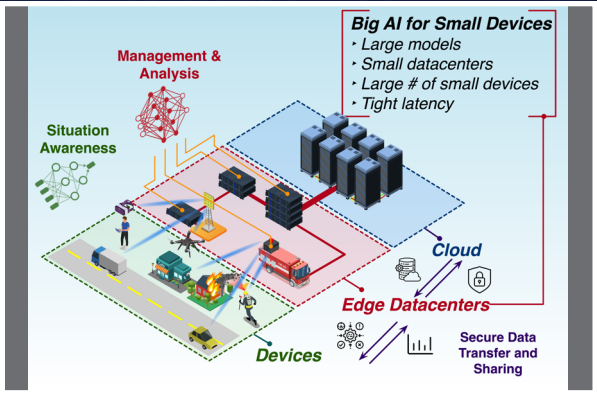 Big AI for Small Devices
‣ Large models
‣ Small datacenters
‣ Large # of small devices
‣ Tight latency
Management &
Analysis
Situation
Awareness
Cloud
Edge Datacenters
Devices
Secure Data
Transfer and
Sharing